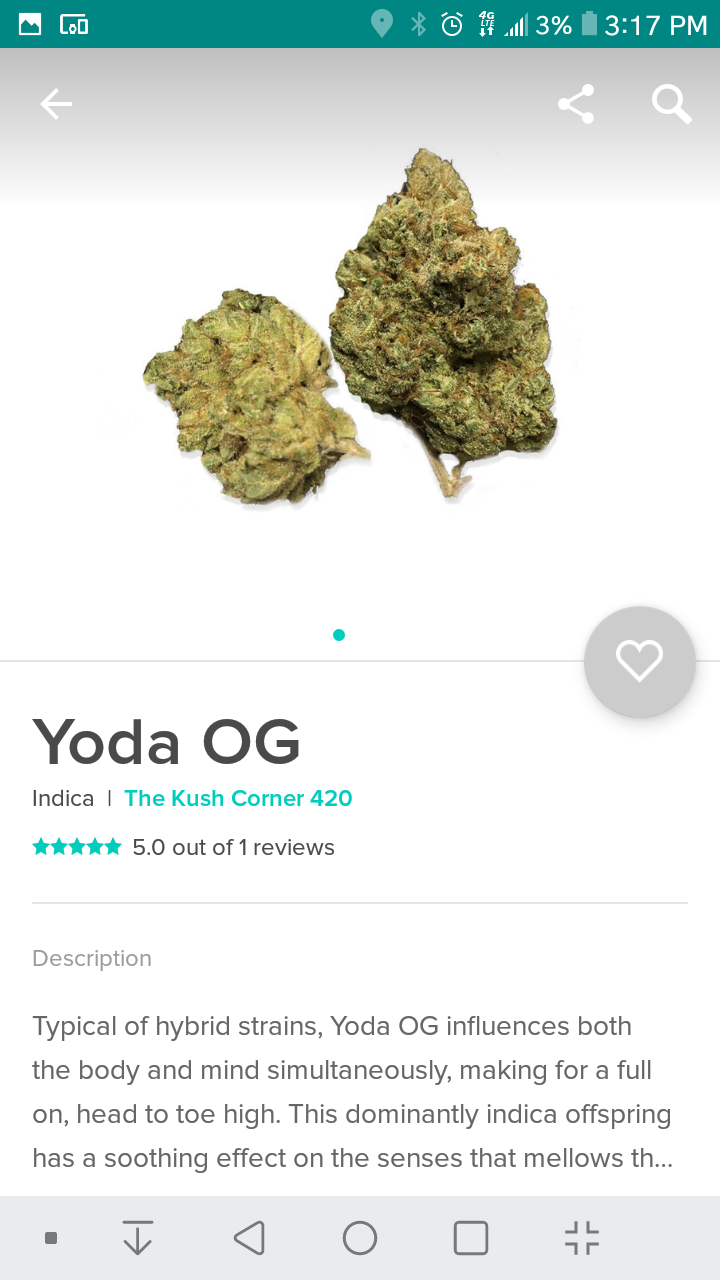 4G
LTE
3%
3:17 PM
Yoda OG
Indica | The Kush Corner 420
5.0 out of 1 reviews
Description
Typical of hybrid strains, Yoda OG influences both
the body and mind simultaneously, making for a full
on, head to toe high. This dominantly indica offspring
has a soothing effect on the senses that mellows th...